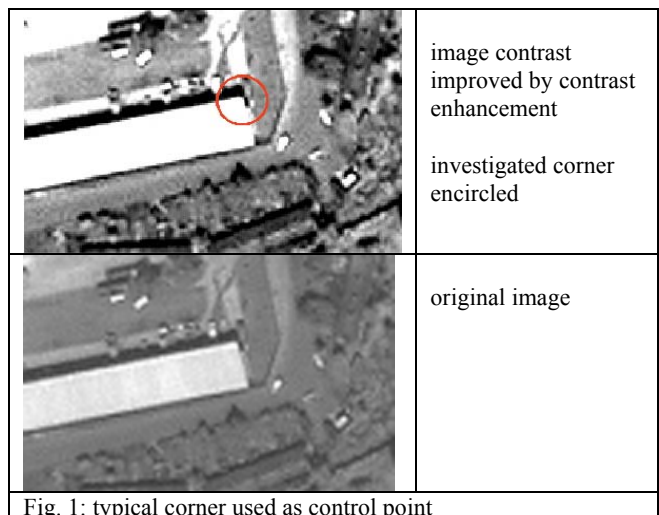 image contrast
improved by contrast
enhancement
investigated corner
encircled
original image
Fig. 1: typical corner used as control point